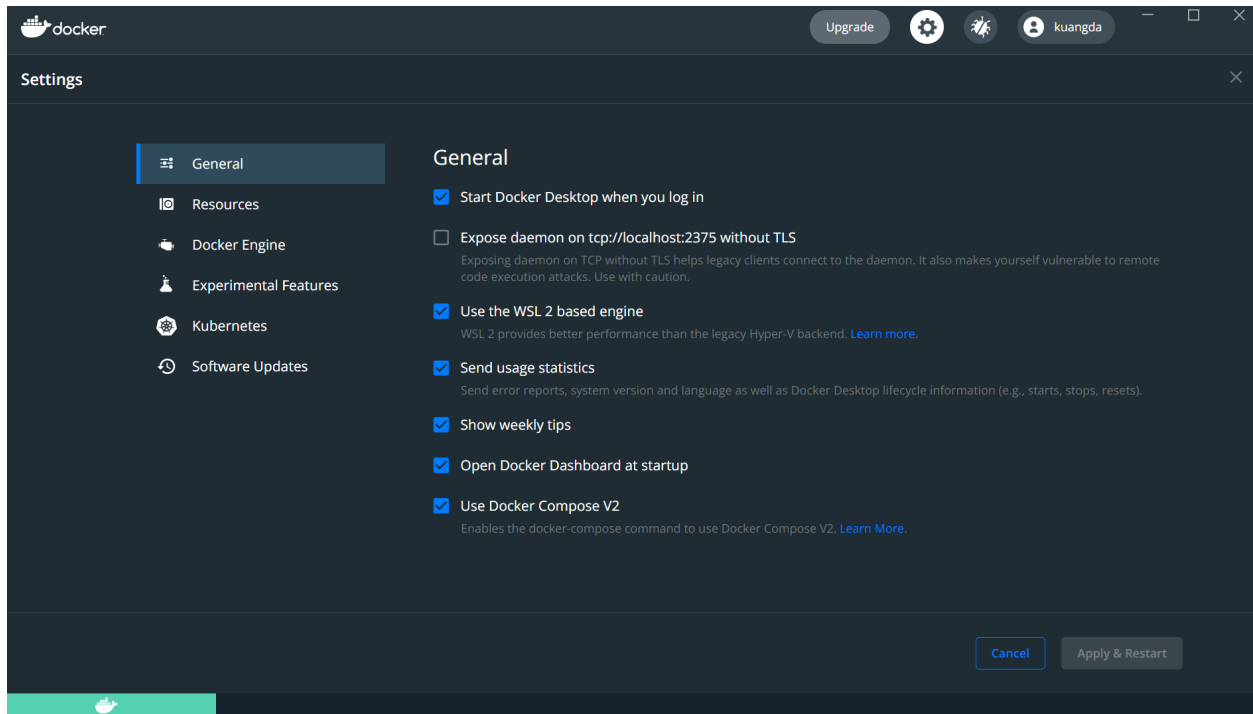 docker
Upgrade
kuangda
Settings
General
Resources
Docker Engine
Experimental Features
Kubernetes
Software Updates
General
Start Docker Desktop when you log in
Expose daemon on tcp://localhost:2375 without TLS
Exposing daemon on TCP without TLS helps legacy clients connect to the daemon. It also makes yourself vulnerable to remote
code execution attacks. Use with caution.
Use the WSL 2 based engine
WSL 2 provides better performance than the legacy Hyper-V backend. Learn more.
Send usage statistics
Send error reports, system version and language as well as Docker Desktop lifecycle information (e.g., starts, stops, resets).
Show weekly tips
Open Docker Dashboard at startup
Use Docker Compose V2
Enables the docker-compose command to use Docker Compose V2. Learn More.
Cancel
Apply & Restart